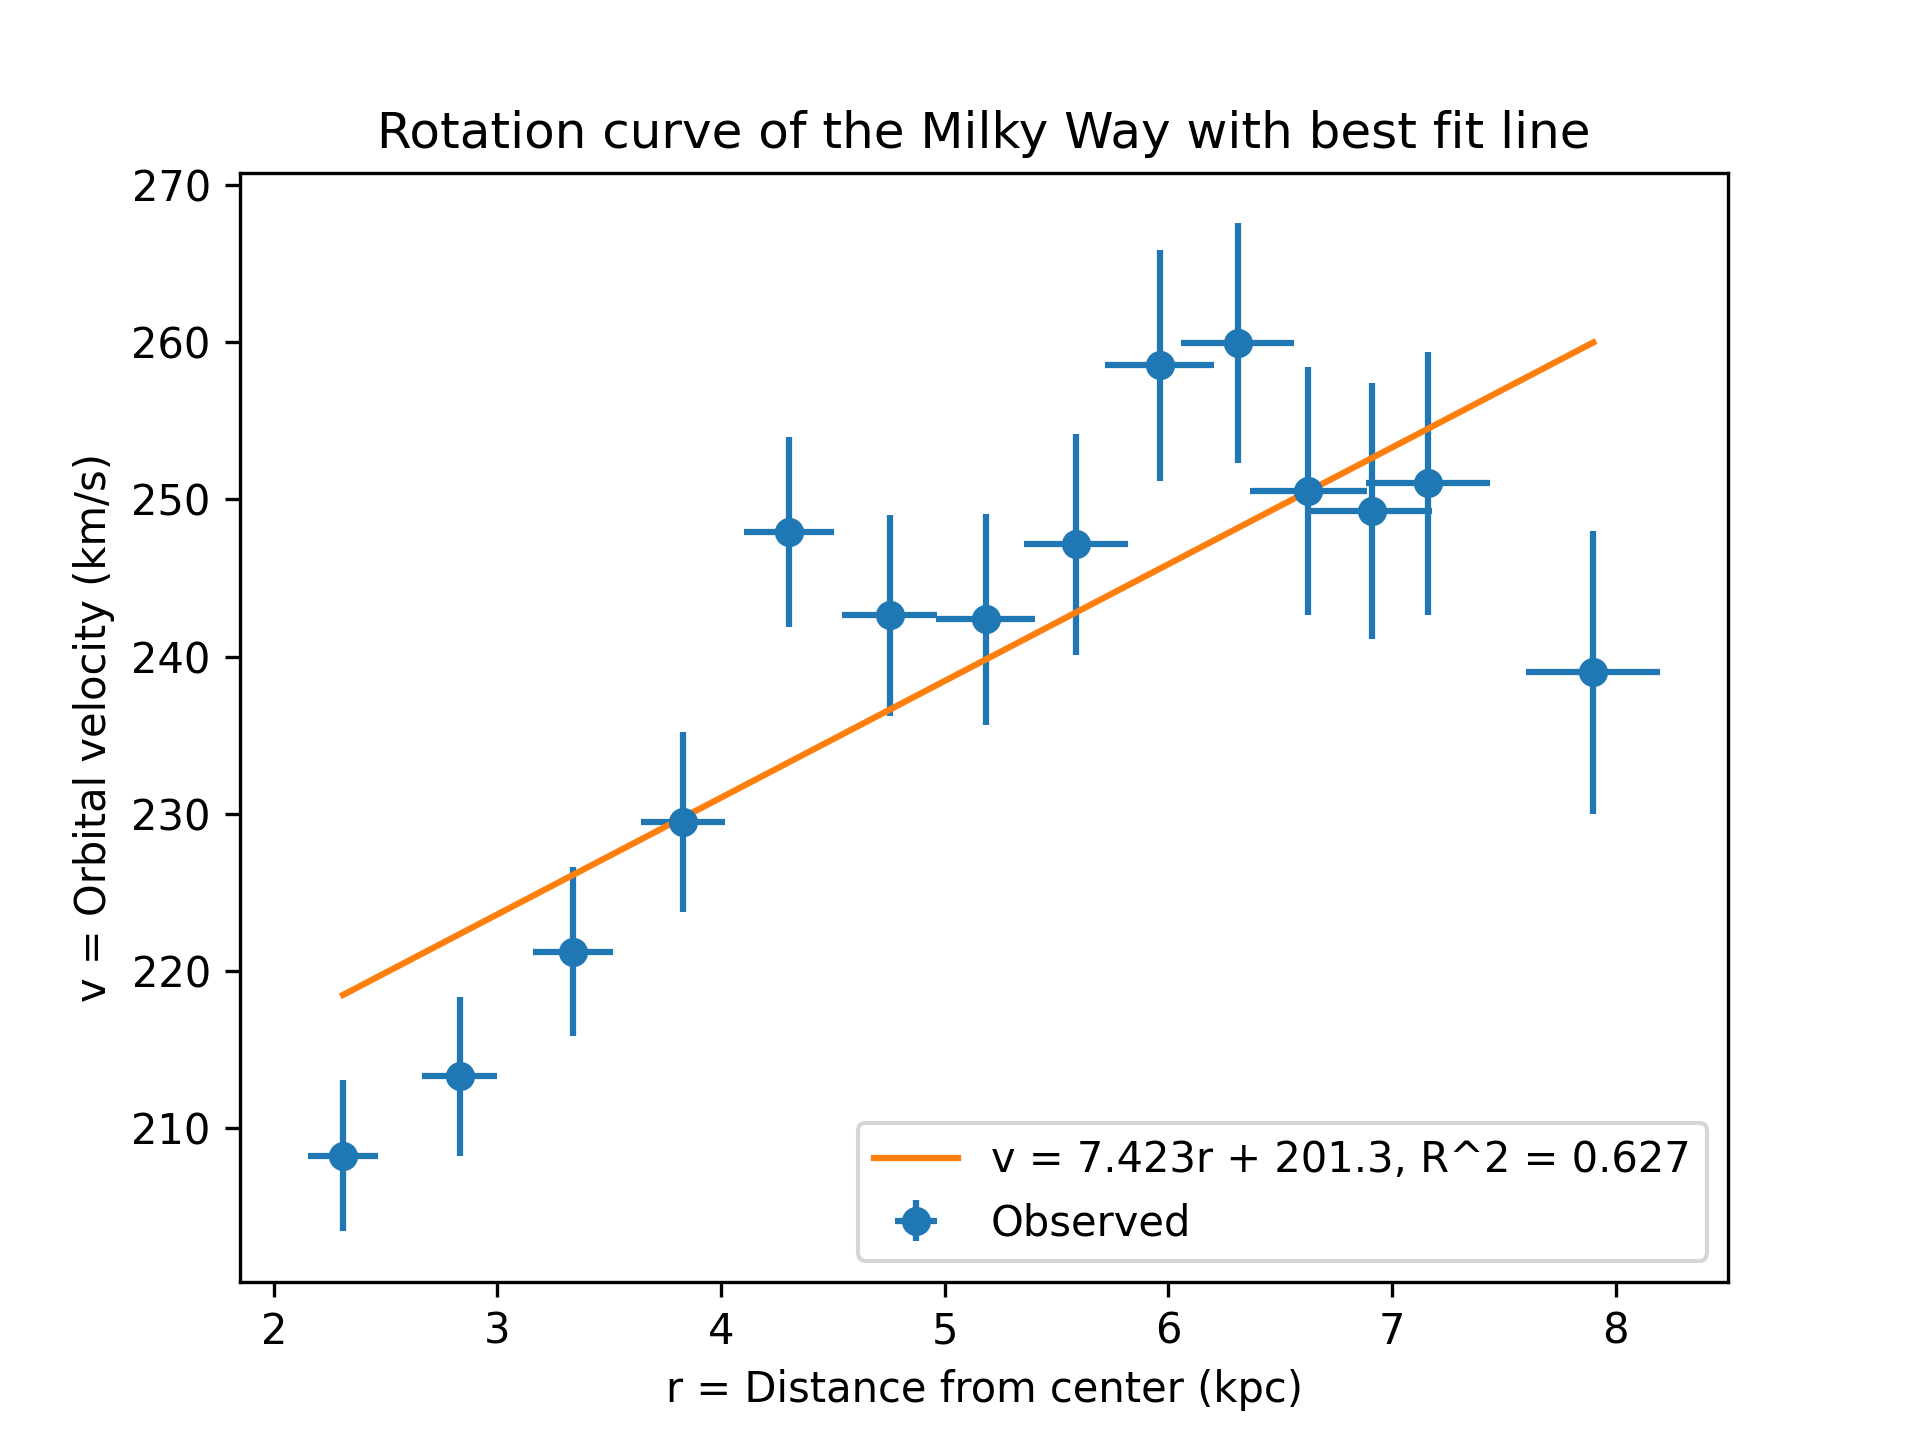 Rotation curve of the Milky Way with best fit line
270
260
250
240
230
220
210
v = Orbital velocity (km/s)
v = 7.423r + 201.3, R^2 = 0.627
Observed
2 3 4 5 6 7 8
r = Distance from center (kpc)